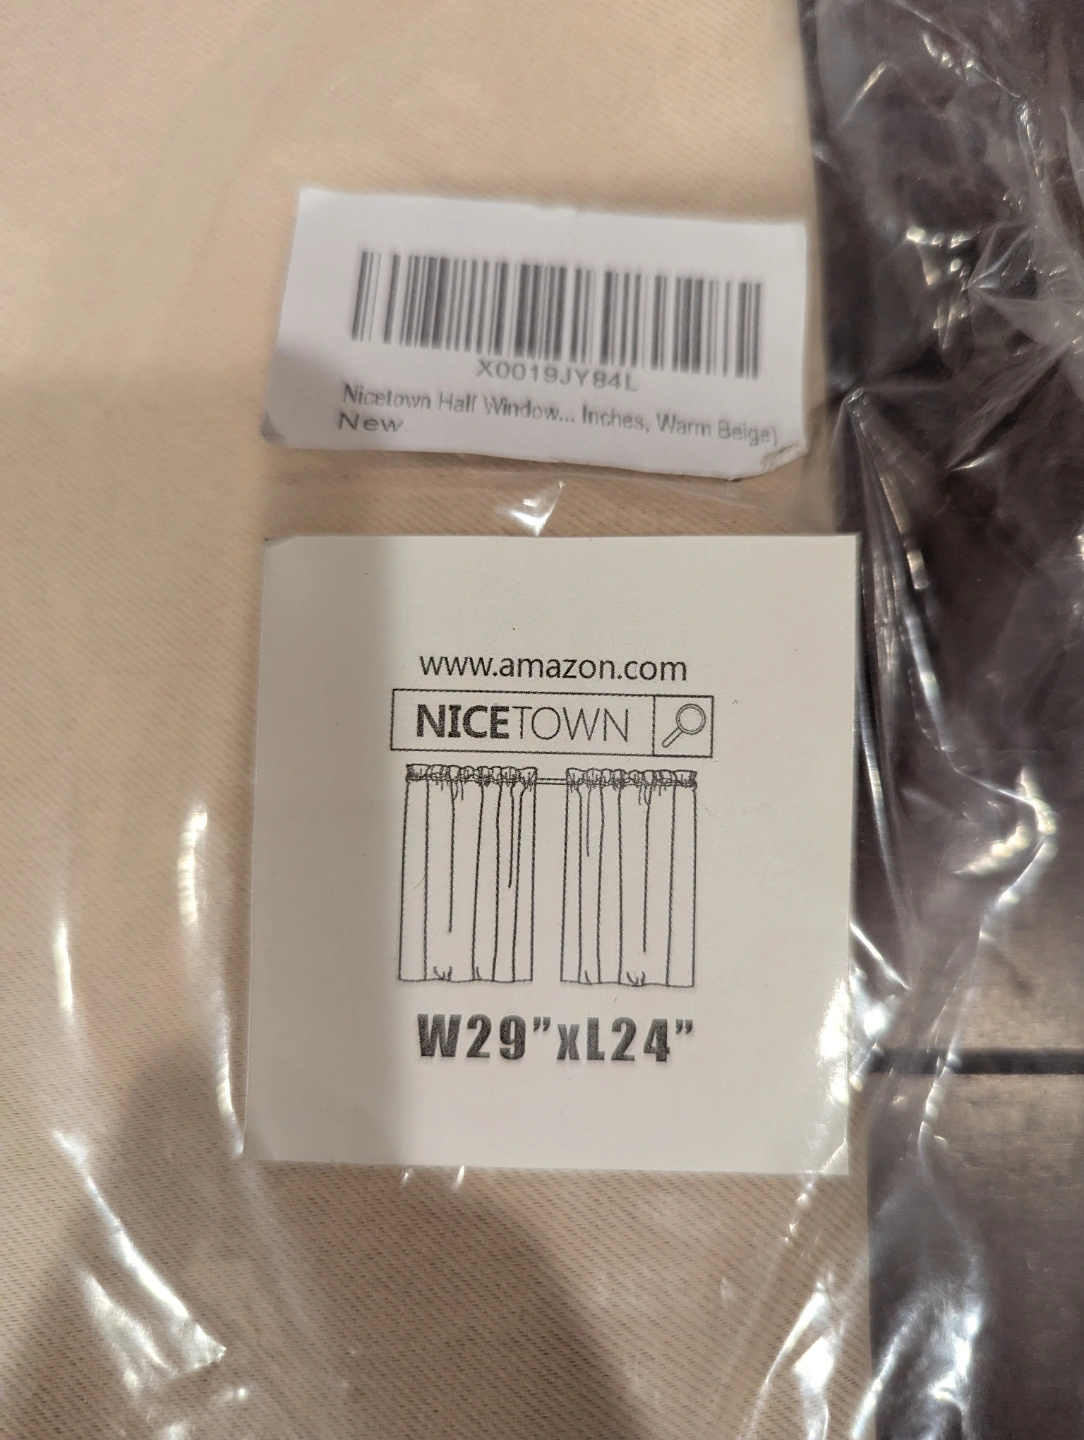 X0019JY84L
Nicetown Half Window... Inches, Warm Beige)
New
www.amazon.com
NICETOWN
W29”xL24”